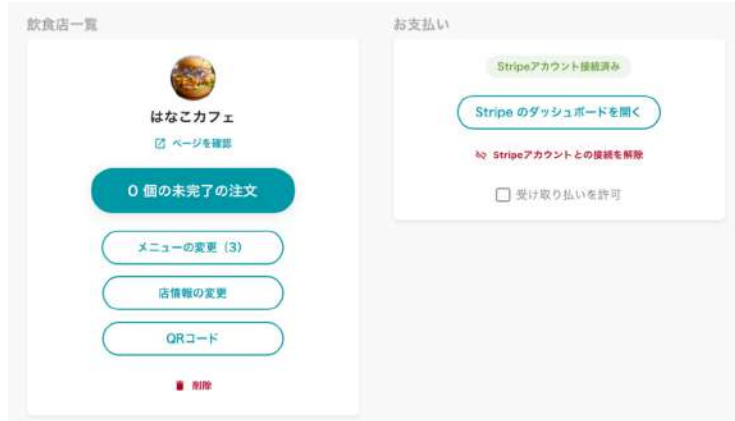 飲食店一覧
はなこカフェ
ページを確認
0 個の未完了の注文
メニューの変更（3）
店情報の変更
QRコード
削除
お支払い
Stripeアカウント接続済み
Stripe のダッシュボードを開く
Stripeアカウントとの接続を解除
受け取り払いを許可